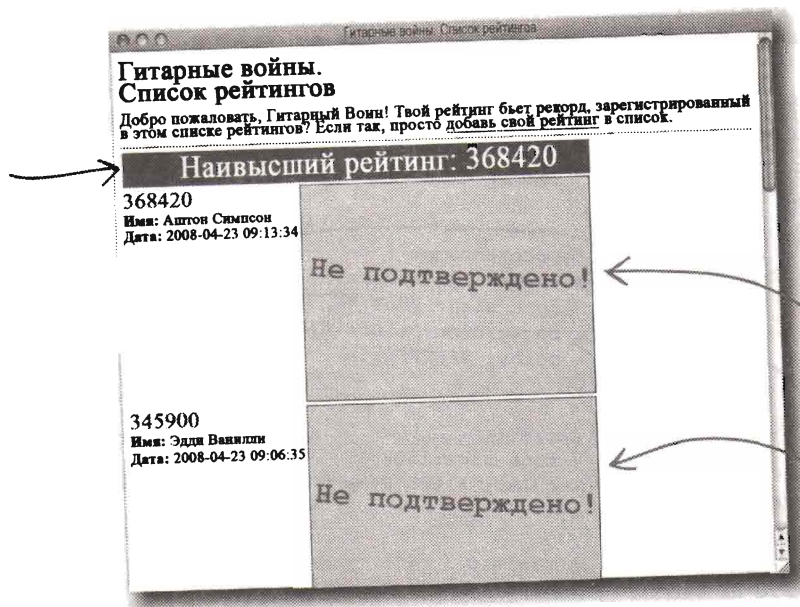 Гитарные войны. Список рейтингов
Гитарные войны.
Список рейтингов
Добро пожаловать, Гитарный Воин! Твой рейтинг бьет рекорд, зарегистрированный
в этом списке рейтингов? Если так, просто добавь свой рейтинг в список.
Наивысший рейтинг: 368420
368420
Имя: Аштон Симпсон
Дата: 2008-04-23 09:13:34
Не подтверждено!
345900
Имя: Эдди Ванилли
Дата: 2008-04-23 09:06:35
Не подтверждено!